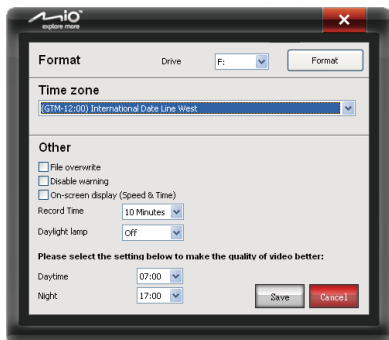 Mio
explore more
Format Drive F: Format
Time zone
(GTM-12:00) International Date Line West
Other
File overwrite
Disable warning
On-screen display (Speed & Time)
Record Time 10 Minutes
Daylight lamp Off
Please select the setting below to make the quality of video better:
Daytime 07:00
Night 17:00
Save Cancel